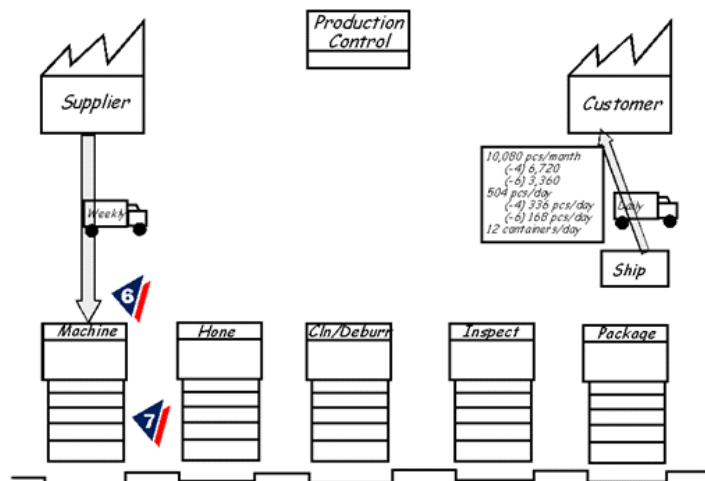 Production
Control
Supplier
Customer
10,080 pcs/month
(-4) 6,720
(-6) 3,360
504 pcs/day
(-4) 336 pcs/day
(-6) 168 pcs/day
12 containers/day
Weekly
Daily
Ship
6
Machine
Hone
Cln/Deburr
Inspect
Package
7